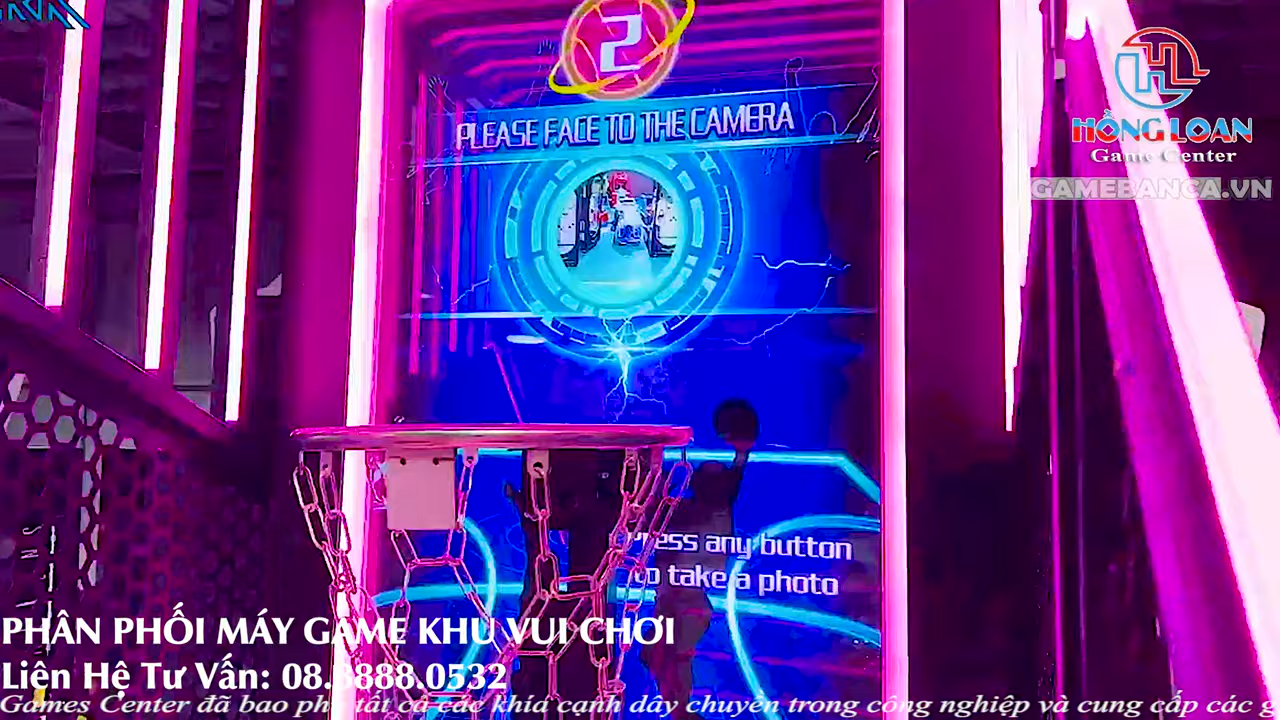 2
PLEASE FACE TO THE CAMERA
HỒNG LOAN
Game Center
GAMEBANCA.VN
Press any button
to take a photo
PHÂN PHỐI MÁY GAME KHU VUI CHƠI
Liên Hệ Tư Vấn: 08.8888.0532
Games Center đã bao phủ tất cả các khía cạnh dây chuyền trong công nghiệp và cung cấp các g